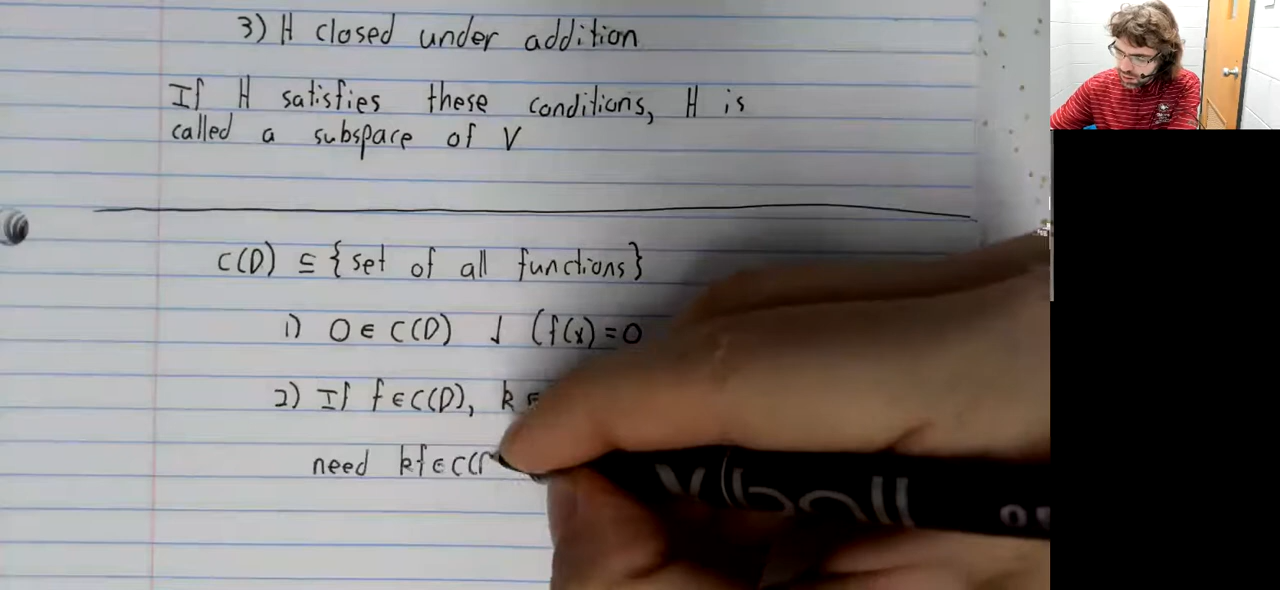 3) H closed under addition
If H satisfies these conditions, H is
called a subspace of V
C(D) ⊆ {set of all functions}
1) 0 ∈ C(D) ✓ (f(x) = 0
2) If f ∈ C(D), k ∈
need kf ∈ C(
Vball